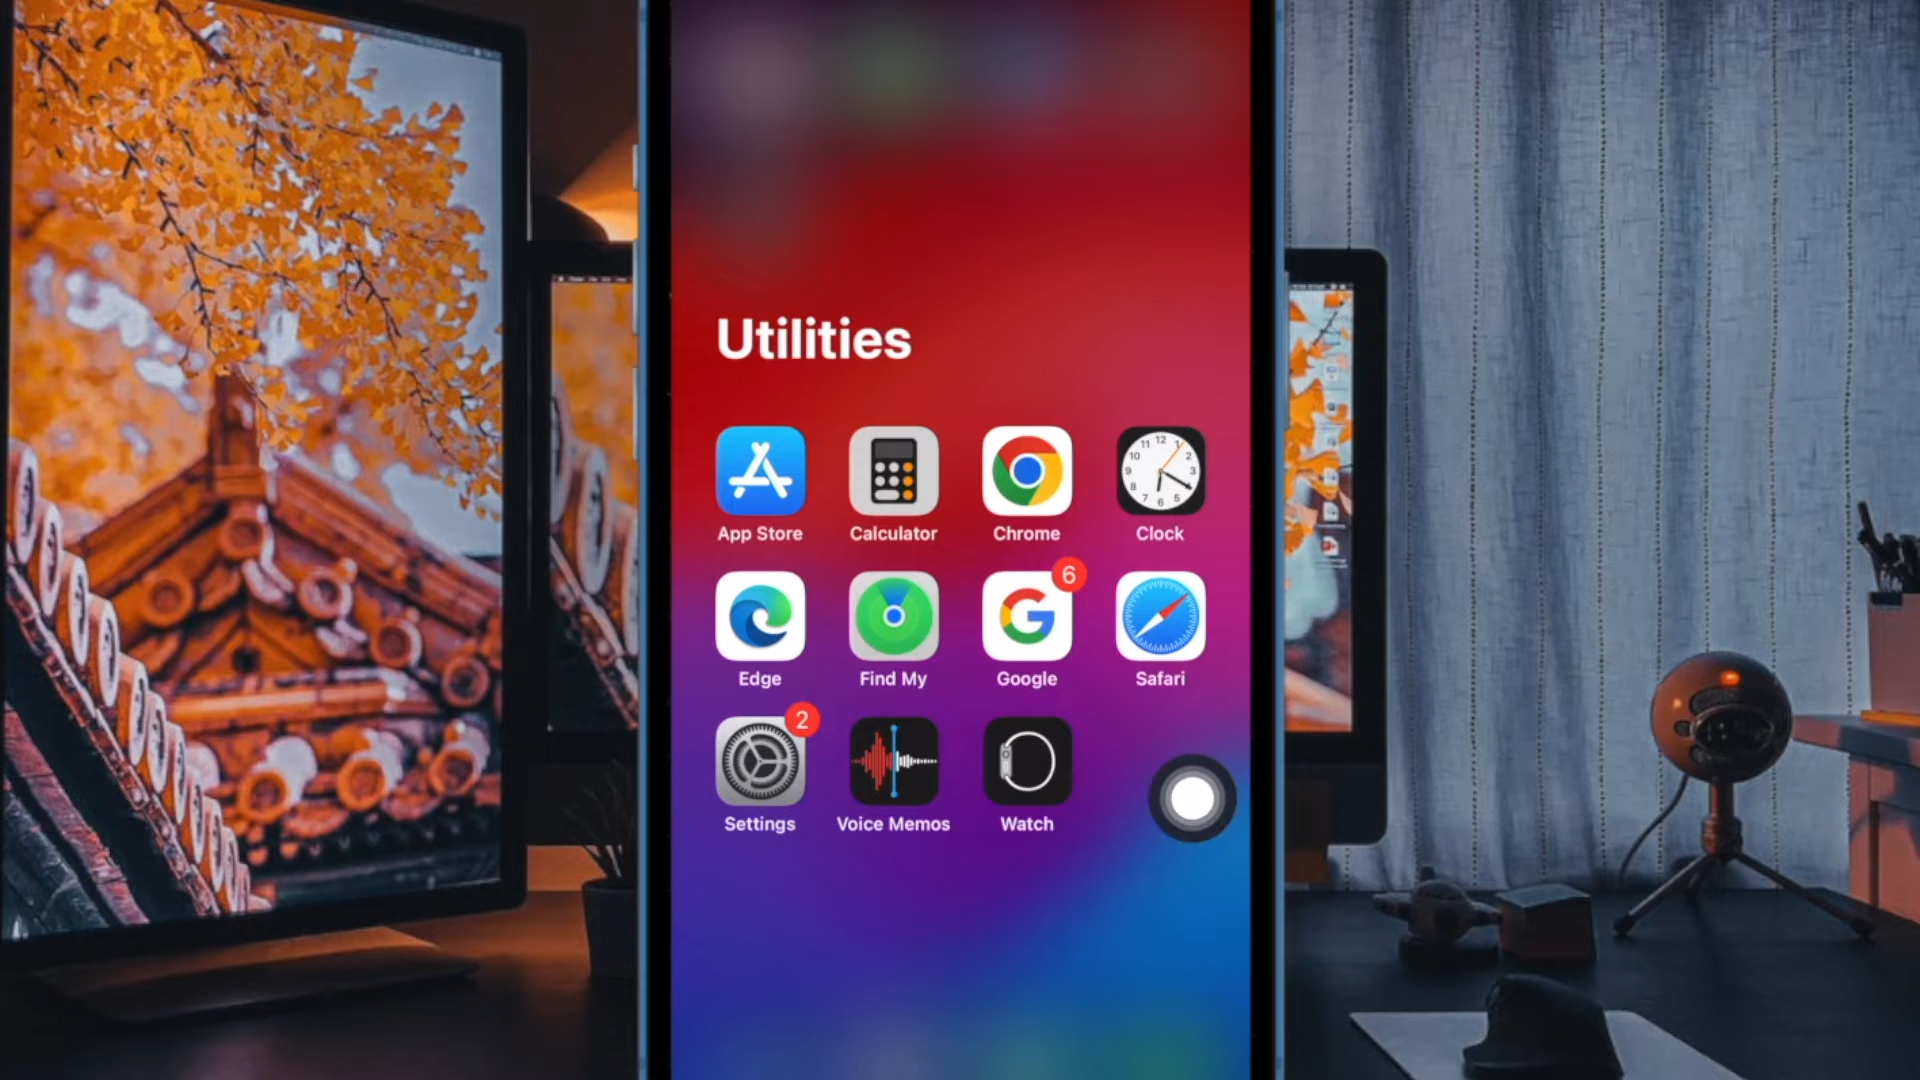 Utilities
App Store
Calculator
Chrome
Clock
Edge
Find My
6
Google
Safari
2
Settings
Voice Memos
Watch